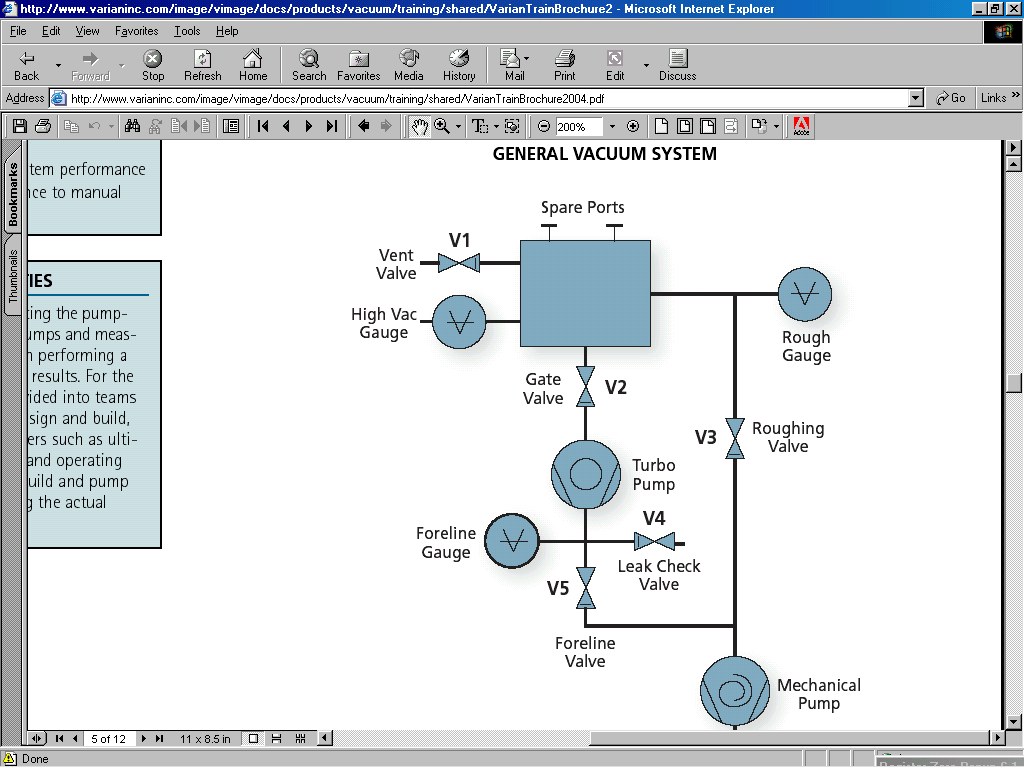 http://www.varianinc.com/image/vimage/docs/products/vacuum/training/shared/VarianTrainBrochure2 - Microsoft Internet Explorer
File Edit View Favorites Tools Help
Back Forward Stop Refresh Home Search Favorites Media History Mail Print Edit Discuss
Address http://www.varianinc.com/image/vimage/docs/products/vacuum/training/shared/VarianTrainBrochure2004.pdf Go Links »
200%
Adobe
Bookmarks
Thumbnails
tem performance
nce to manual
IES
ing the pump-
umps and meas-
n performing a
results. For the
vided into teams
sign and build,
ers such as ulti-
and operating
uild and pump
g the actual
GENERAL VACUUM SYSTEM
Spare Ports
V1
Vent
Valve
High Vac
Gauge
Rough
Gauge
Gate
Valve
V2
V3
Roughing
Valve
Turbo
Pump
V4
Foreline
Gauge
Leak Check
Valve
V5
Foreline
Valve
Mechanical
Pump
5 of 12
11 x 8.5 in
Done